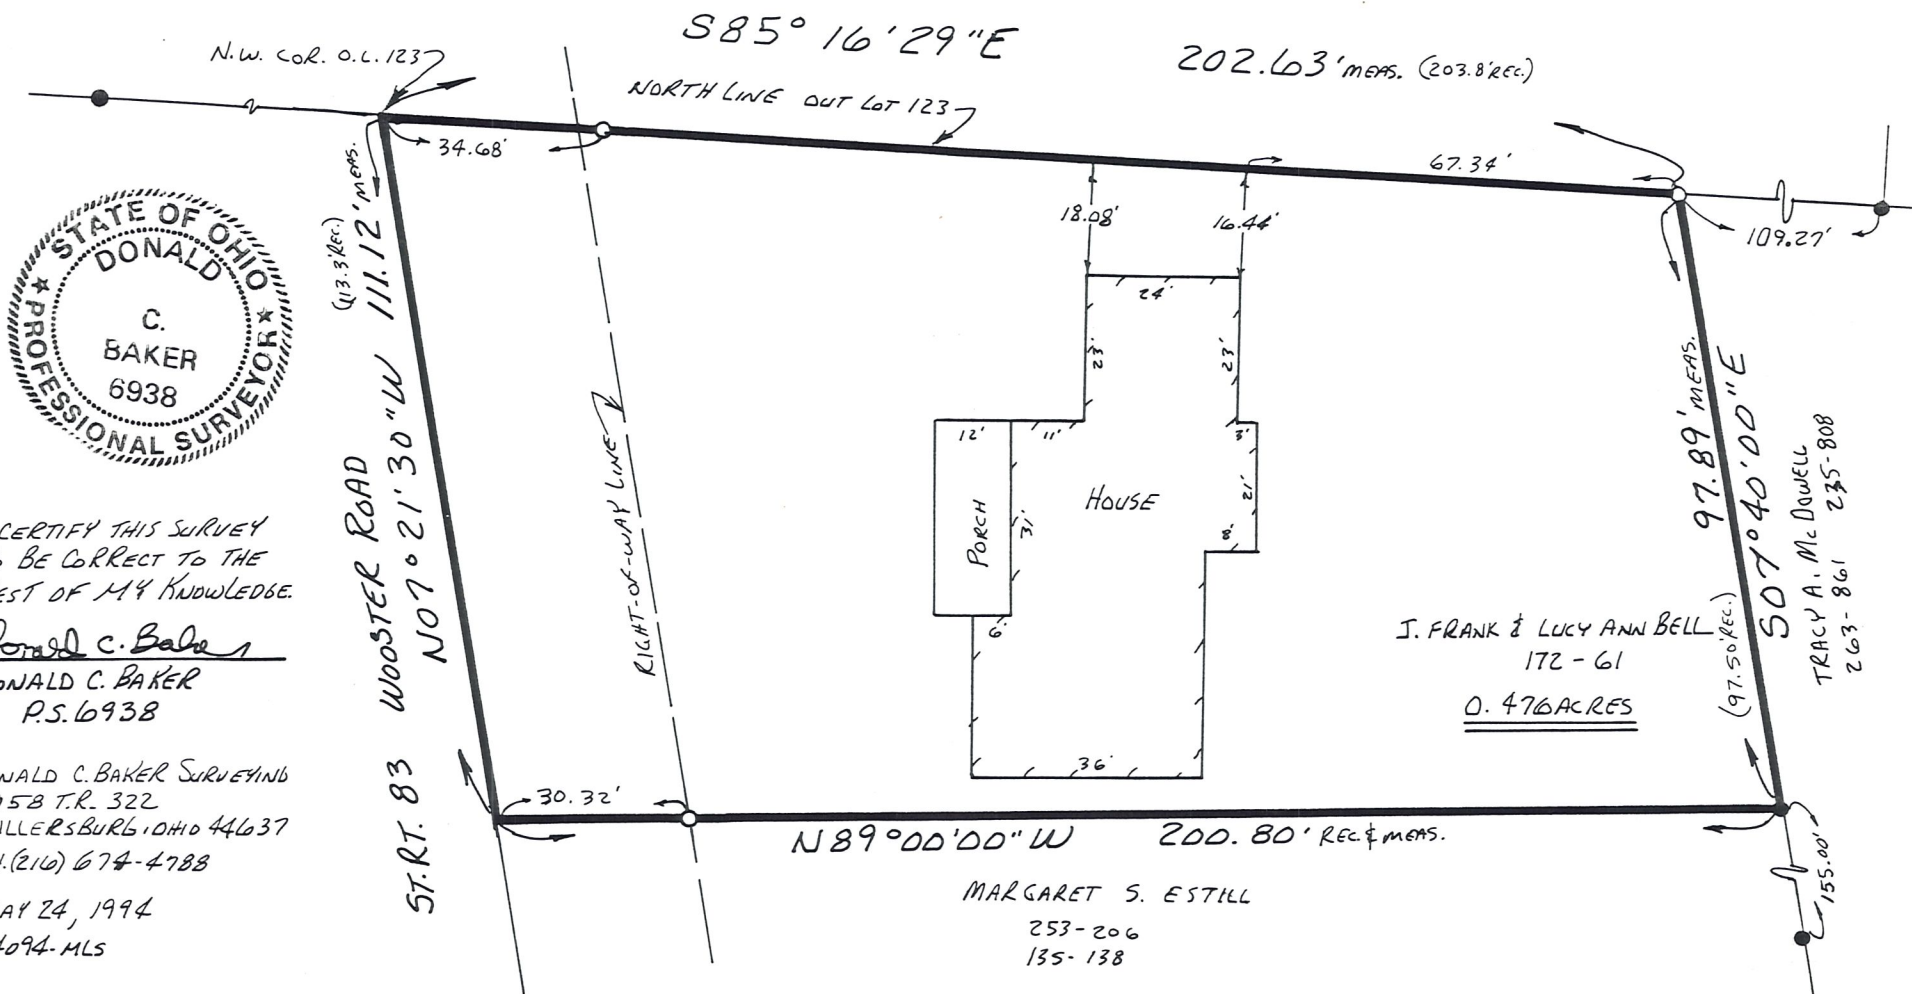 S85° 16'29"E
202.63' MEAS. (203.8'REC.)
N.W. COR. O.L. 123
NORTH LINE OUT LOT 123
34.68'
67.34'
109.27'
18.08'
16.44'
111.12' MEAS.
(113.3'REC.)
STATE OF OHIO
DONALD
C.
BAKER
6938
★ PROFESSIONAL SURVEYOR ★
24'
23'
23'
12'
11'
3'
PORCH
31'
HOUSE
21'
8'
6'
36'
RIGHT-OF-WAY LINE
ST. RT. 83 WOOSTER ROAD
N07°21'30"W
97.89' MEAS.
(97.50'REC.)
S07°40'00"E
TRACY A. McDOWELL
263-861 235-808
J. FRANK & LUCY ANN BELL
172-61
0.476 ACRES
CERTIFY THIS SURVEY
BE CORRECT TO THE
EST OF MY KNOWLEDGE.
onald C. Baker
ONALD C. BAKER
P.S. 6938
NALD C. BAKER SURVEYING
58 T.R. 322
ILLERSBURG, OHIO 44637
(216) 674-4788
AY 24, 1994
4094-MLS
30.32'
N89°00'00"W
200.80' REC & MEAS.
155.00'
MARGARET S. ESTILL
253-206
135-138